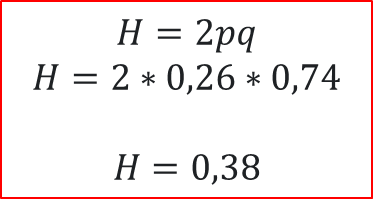 H = 2pq
H = 2 * 0,26 * 0,74
H = 0,38